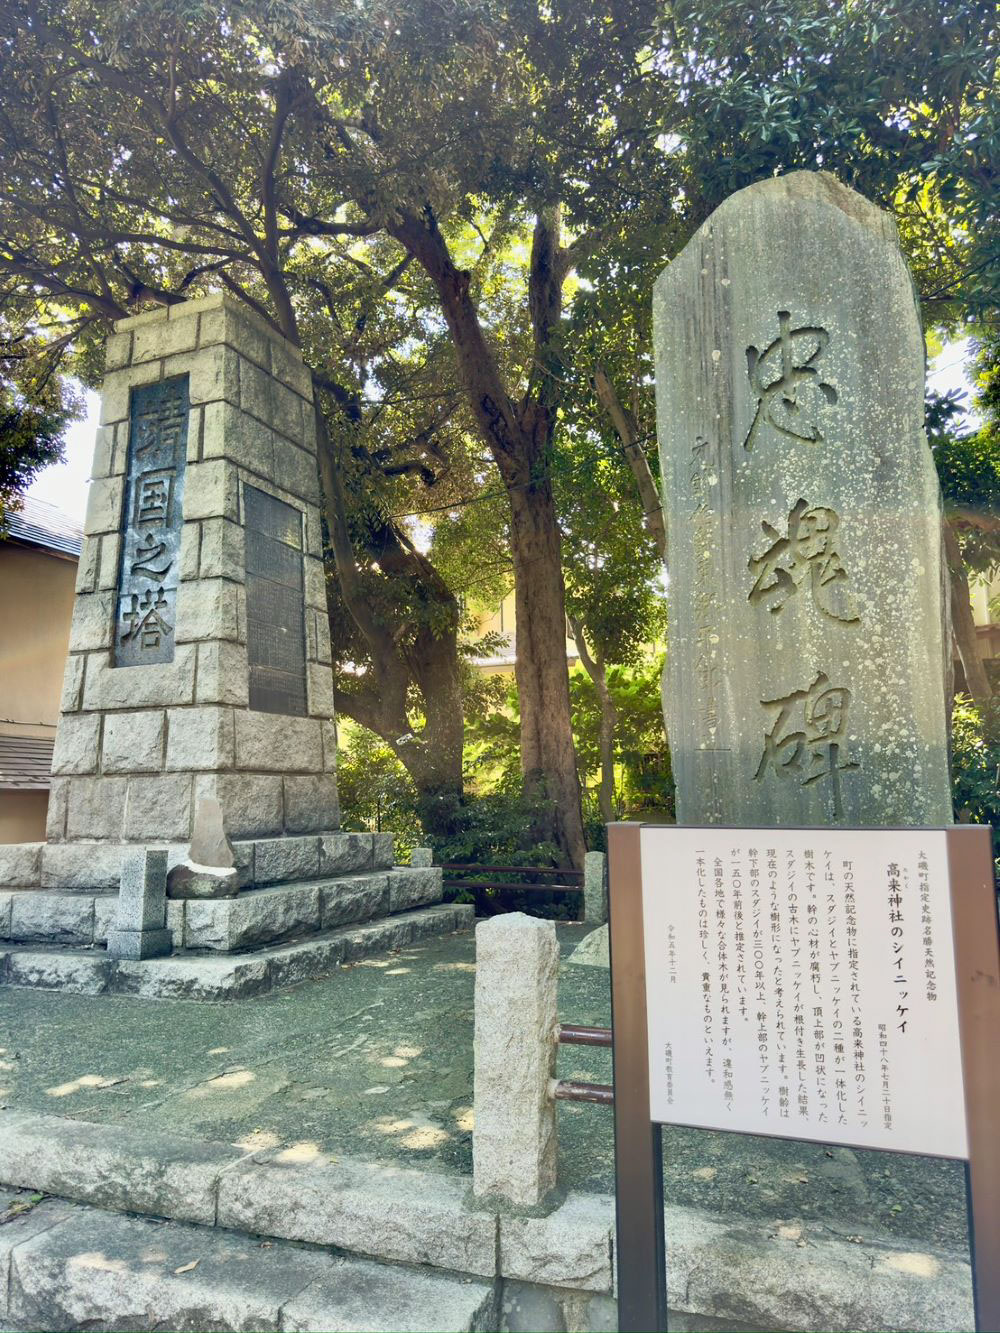 靖国之塔
忠魂碑
大磯町指定史跡名勝天然記念物
高来神社のシイニッケイ
たかく
昭和四十八年七月二十日指定
町の天然記念物に指定されている高来神社のシイニッ
ケイは、スダジイとヤブニッケイの二種が一体化した
樹木です。幹の心材が腐朽し、頂上部が凹状になった
スダジイの古木にヤブニッケイが根付き生長した結果、
現在のような樹形になったと考えられています。樹齢は
幹下部のスダジイが三〇〇年以上、幹上部のヤブニッケイ
が一五〇年前後と推定されています。
全国各地で様々な合体木が見られますが、違和感無く
一本化したものは珍しく、貴重なものといえます。
令和五年十二月
大磯町教育委員会